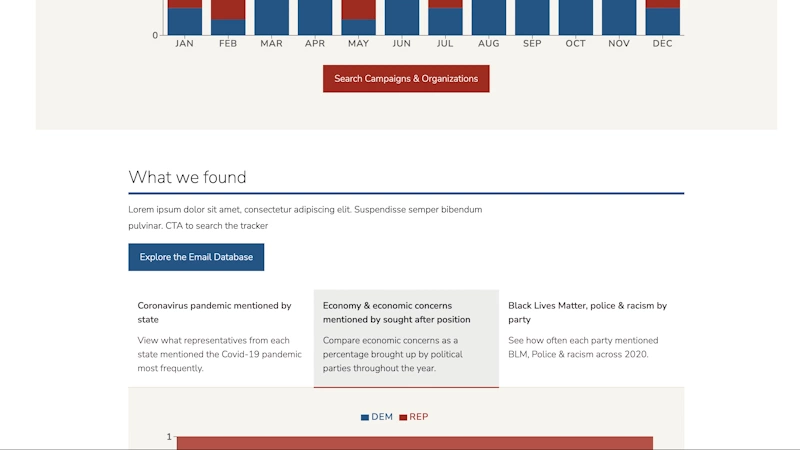 0
JAN FEB MAR APR MAY JUN JUL AUG SEP OCT NOV DEC
Search Campaigns & Organizations
What we found
Lorem ipsum dolor sit amet, consectetur adipiscing elit. Suspendisse semper bibendum
pulvinar. CTA to search the tracker
Explore the Email Database
Coronavirus pandemic mentioned by
state
View what representatives from each
state mentioned the Covid-19 pandemic
most frequently.
Economy & economic concerns
mentioned by sought after position
Compare economic concerns as a
percentage brought up by political
parties throughout the year.
Black Lives Matter, police & racism by
party
See how often each party mentioned
BLM, Police & racism across 2020.
DEM REP
1